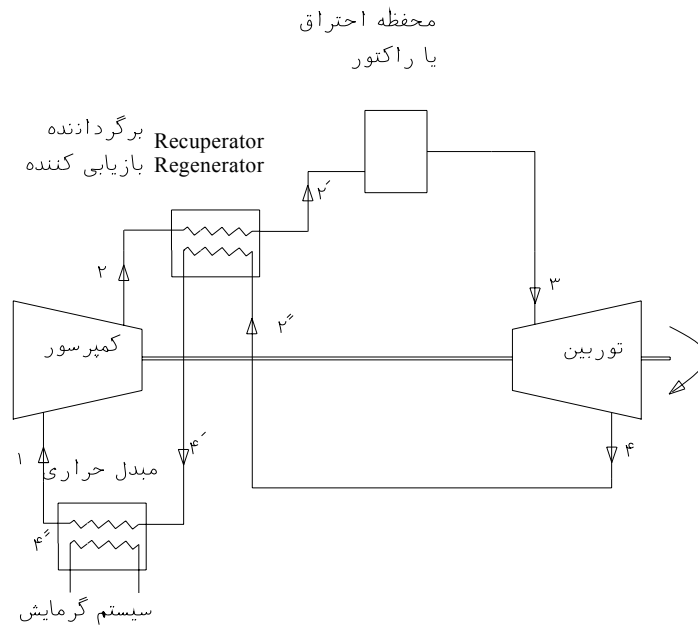 محفظه احتراق
یا راکتور
برگرداننده Recuperator
بازیابی کننده Regenerator
۲´
۲
۳
۲˝
کمپرسور
توربین
۱
۴´
۴
مبدل حراری
۴˝
سیستم گرمایش